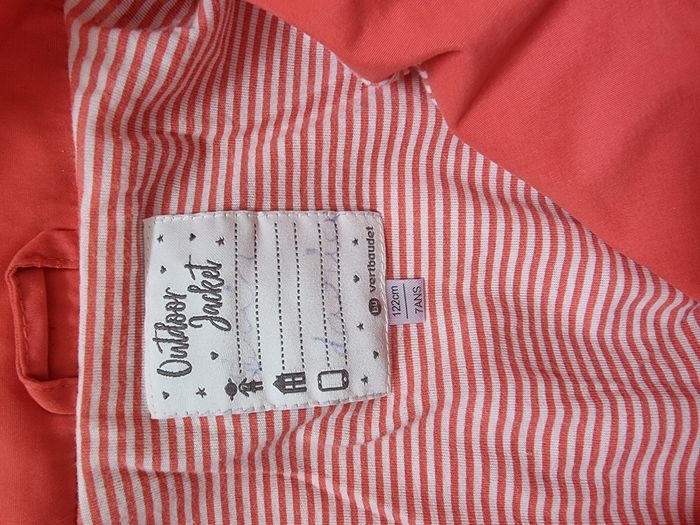 Outdoor
Jacket
vertbaudet
122cm
7ANS